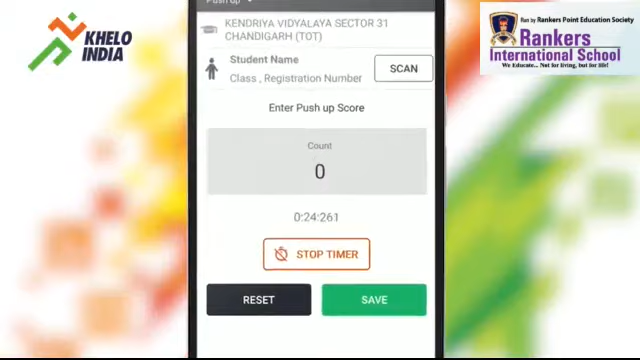 Push up
KHELO
INDIA
KENDRIYA VIDYALAYA SECTOR 31
CHANDIGARH (TOT)
Student Name
Class , Registration Number
SCAN
Enter Push up Score
Count
0
0:24:261
STOP TIMER
RESET
SAVE
Run by Rankers Point Education Society
Rankers
International School
We Educate... Not for living, but for life!